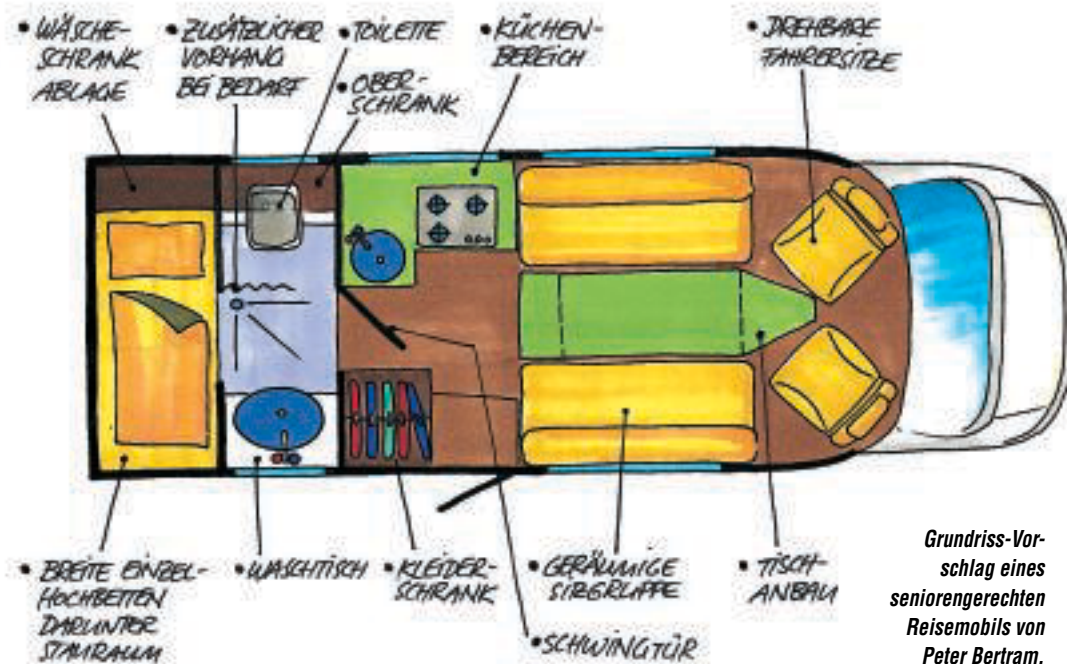 • WÄSCHE-
SCHRANK
ABLAGE
• ZUSÄTZLICHER
VORHANG
BEI BEDARF
• TOILETTE
• OBER-
SCHRANK
• KÜCHEN-
BEREICH
• DREHBARE
FAHRERSITZE
• BREITE EINZEL-
HOCHBETTEN
DARUNTER
STAURAUM
• WASCHTISCH
• KLEIDER-
SCHRANK
• GERÄUMIGE
SITZGRUPPE
• SCHWINGTÜR
• TISCH-
ANBAU
Grundriss-Vor-
schlag eines
seniorengerechten
Reisemobils von
Peter Bertram.